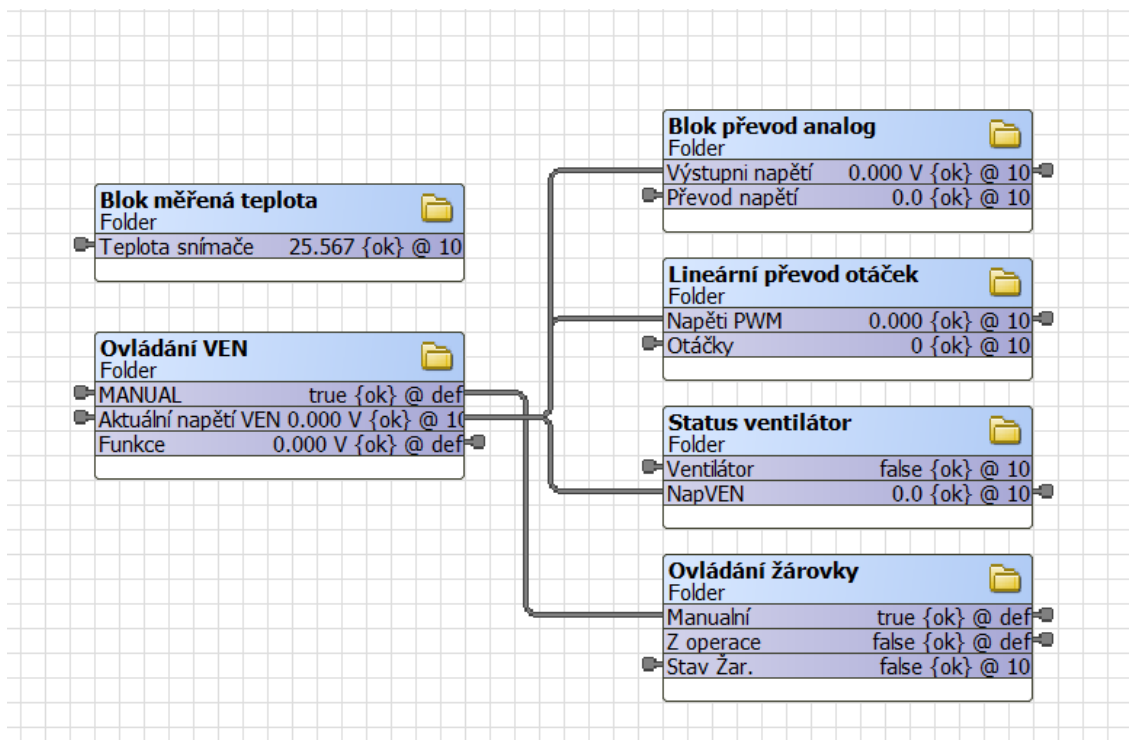 Blok měřená teplota
Folder
Teplota snímače 25.567 {ok} @ 10
Ovládání VEN
Folder
MANUAL true {ok} @ def
Aktuální napětí VEN 0.000 V {ok} @ 10
Funkce 0.000 V {ok} @ def
Blok převod analog
Folder
Výstupni napětí 0.000 V {ok} @ 10
Převod napětí 0.0 {ok} @ 10
Lineární převod otáček
Folder
Napěti PWM 0.000 {ok} @ 10
Otáčky 0 {ok} @ 10
Status ventilátor
Folder
Ventilátor false {ok} @ 10
NapVEN 0.0 {ok} @ 10
Ovládání žárovky
Folder
Manualní true {ok} @ def
Z operace false {ok} @ def
Stav Žar. false {ok} @ 10